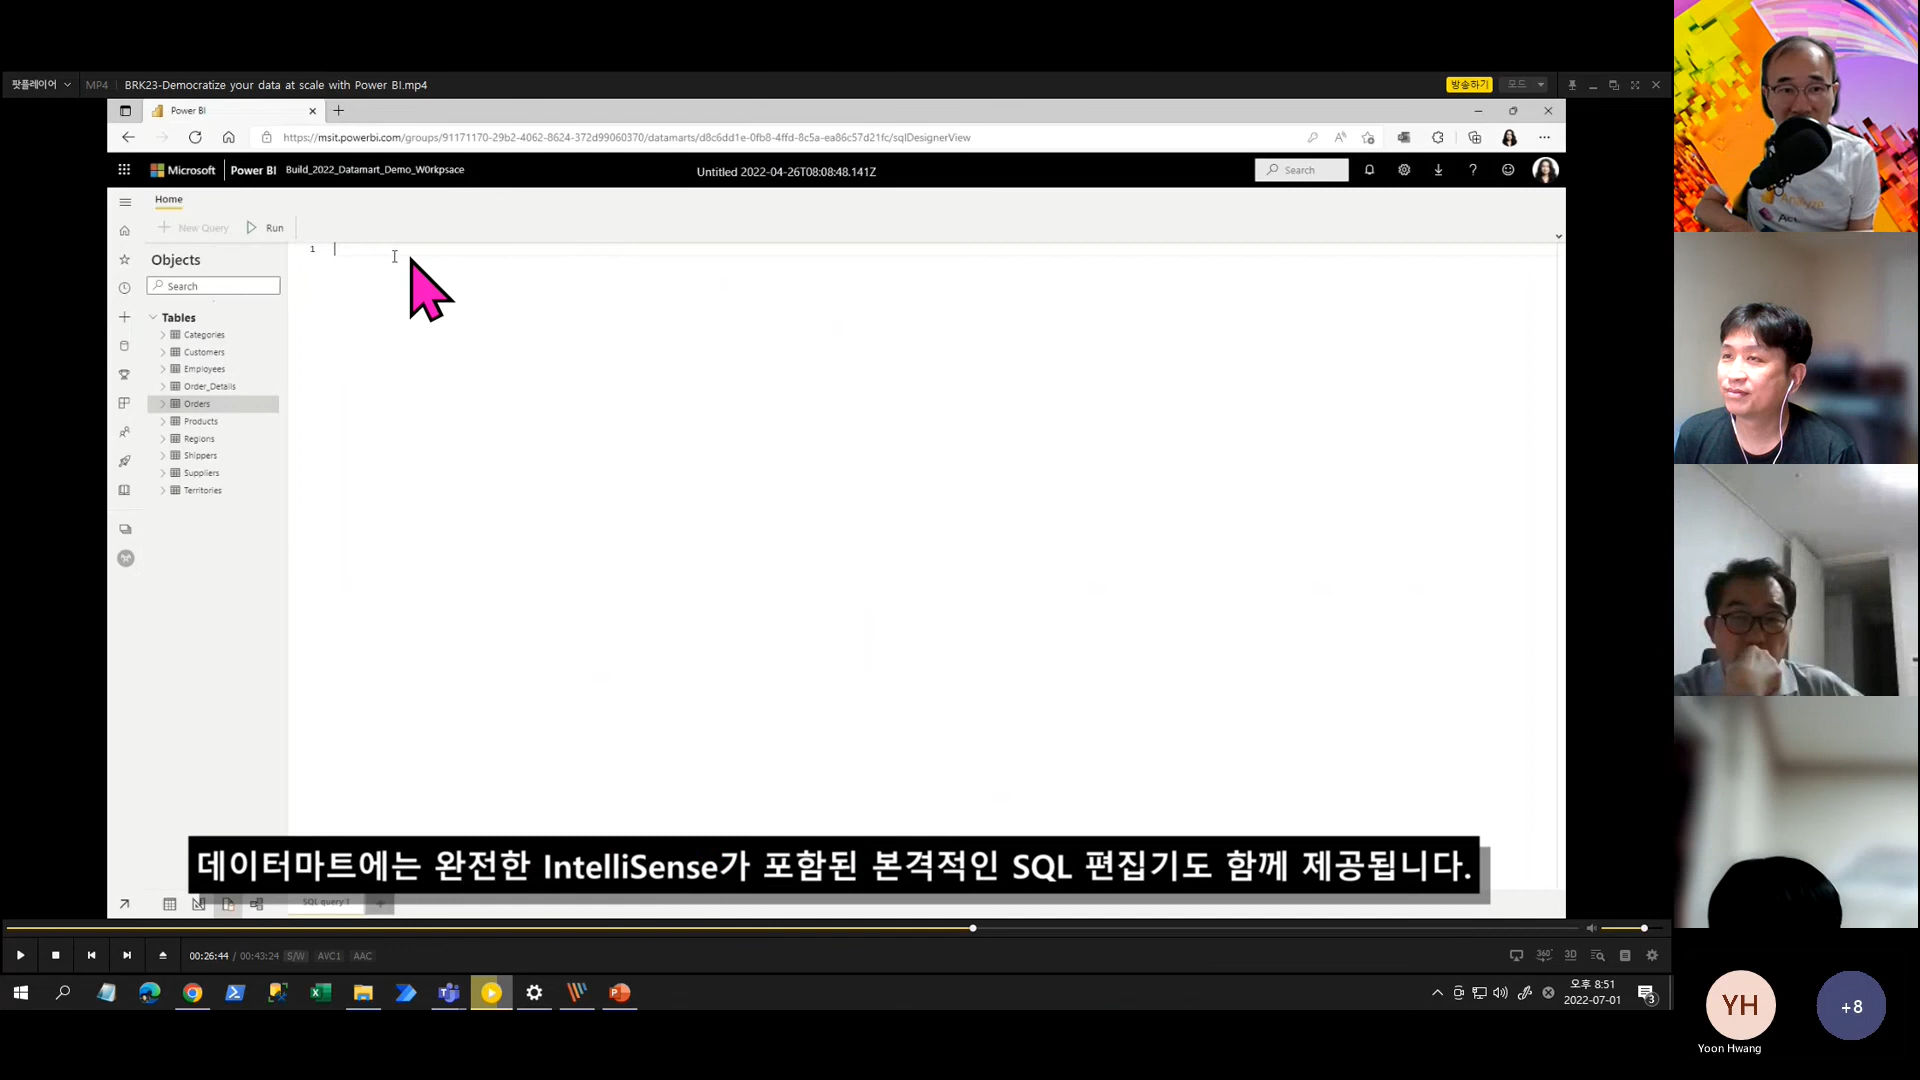 팟플레이어 MP4 BRK23-Democratize your data at scale with Power BI.mp4 방송하기 모드
Power BI
https://msit.powerbi.com/groups/91171170-29b2-4062-8624-372d99060370/datamarts/d8c6dd1e-0fb8-4ffd-8c5a-ea86c57d21fc/sqlDesignerView
Microsoft Power BI Build_2022_Datamart_Demo_W0rkpsace Untitled 2022-04-26T08:08:48.141Z Search
Home
New Query Run
1
Objects
Search
Tables
Categories
Customers
Employees
Order_Details
Orders
Products
Regions
Shippers
Suppliers
Territories
데이터마트에는 완전한 IntelliSense가 포함된 본격적인 SQL 편집기도 함께 제공됩니다.
SQL query 1
00:26:44 / 00:43:24 S/W AVC1 AAC 360° 3D
오후 8:51
2022-07-01
3
Analyze
YH
+8
Yoon Hwang